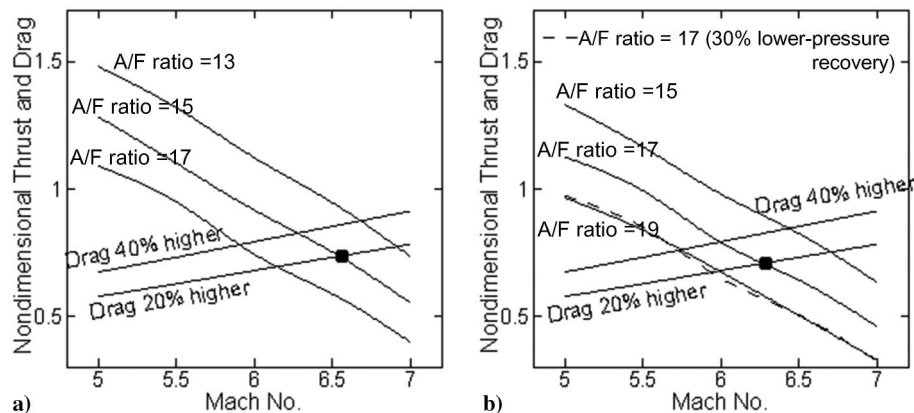 Nondimensional Thrust and Drag
1.5
1
0.5
A/F ratio =13
A/F ratio =15
A/F ratio =17
Drag 40% higher
Drag 20% higher
5 5.5 6 6.5 7
Mach No.
a)
Nondimensional Thrust and Drag
1.5
1
0.5
A/F ratio = 17 (30% lower-pressure
recovery)
A/F ratio =15
A/F ratio =17
A/F ratio =19
Drag 40% higher
Drag 20% higher
5 5.5 6 6.5 7
Mach No.
b)